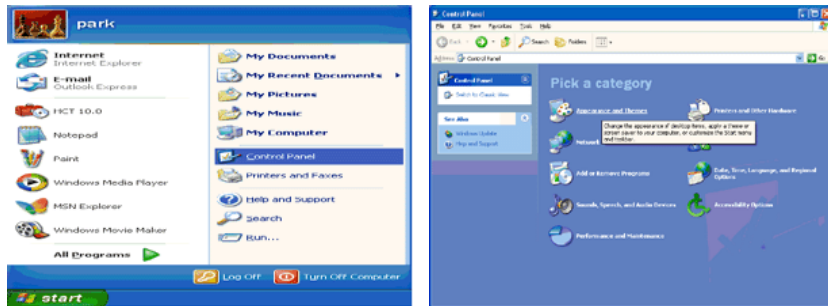 park
Internet
Internet Explorer
E-mail
Outlook Express
HCT 10.0
Notepad
Paint
Windows Media Player
MSN Explorer
Windows Movie Maker
All Programs
My Documents
My Recent Documents
My Pictures
My Music
My Computer
Control Panel
Printers and Faxes
Help and Support
Search
Run...
Log Off
Turn Off Computer
start
Control Panel
File Edit View Favorites Tools Help
Back
Search
Folders
Address
Control Panel
Go
Control Panel
Switch to Classic View
See Also
Windows Update
Help and Support
Pick a category
Appearance and Themes
Printers and Other Hardware
Change the appearance of desktop items, apply a theme or
screen saver to your computer, or customize the Start menu
and taskbar.
Network
Add or Remove Programs
Date, Time, Language, and Regional
Options
Sounds, Speech, and Audio Devices
Accessibility Options
Performance and Maintenance